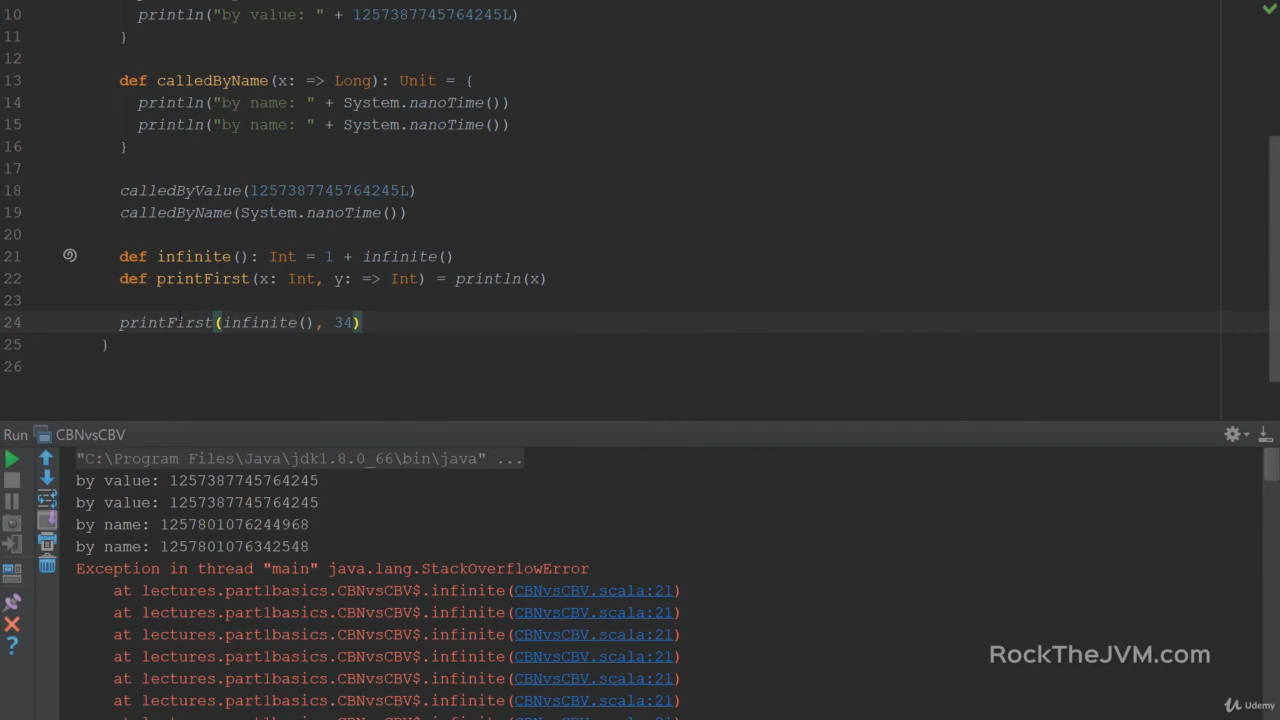 10 println("by value: " + 1257387745764245L)
11 }
12
13 def calledByName(x: => Long): Unit = {
14 println("by name: " + System.nanoTime())
15 println("by name: " + System.nanoTime())
16 }
17
18 calledByValue(1257387745764245L)
19 calledByName(System.nanoTime())
20
21 def infinite(): Int = 1 + infinite()
22 def printFirst(x: Int, y: => Int) = println(x)
23
24 printFirst(infinite(), 34)
25 }
26
Run CBNvsCBV
"C:\Program Files\Java\jdk1.8.0_66\bin\java" ...
by value: 1257387745764245
by value: 1257387745764245
by name: 1257801076244968
by name: 1257801076342548
Exception in thread "main" java.lang.StackOverflowError
at lectures.part1basics.CBNvsCBV$.infinite(CBNvsCBV.scala:21)
at lectures.part1basics.CBNvsCBV$.infinite(CBNvsCBV.scala:21)
at lectures.part1basics.CBNvsCBV$.infinite(CBNvsCBV.scala:21)
at lectures.part1basics.CBNvsCBV$.infinite(CBNvsCBV.scala:21)
at lectures.part1basics.CBNvsCBV$.infinite(CBNvsCBV.scala:21)
at lectures.part1basics.CBNvsCBV$.infinite(CBNvsCBV.scala:21)
RockTheJVM.com
Udemy